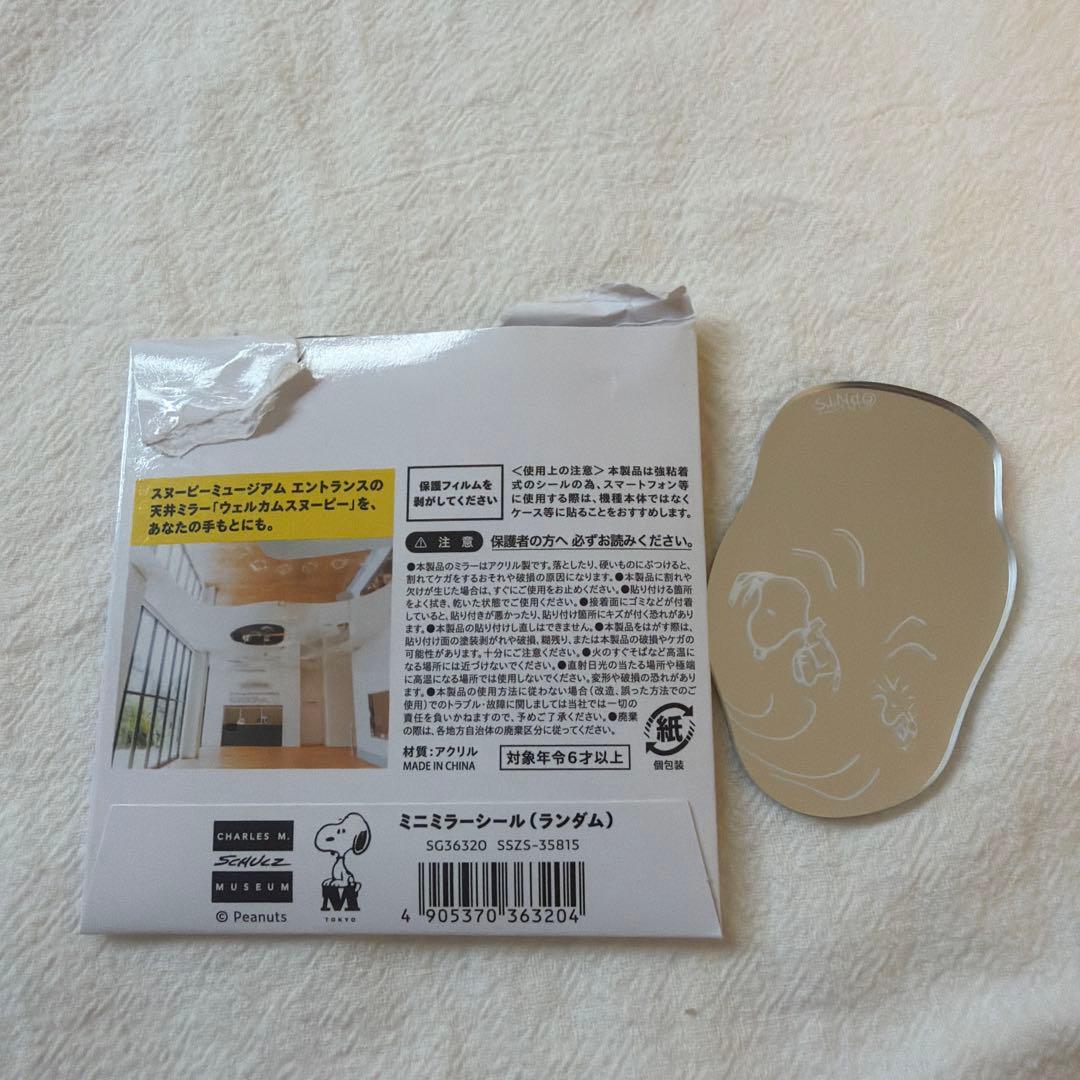 スヌーピーミュージアム エントランスの
天井ミラー「ウェルカムスヌーピー」を、
あなたの手もとにも。
保護フィルムを
剥がしてください
＜使用上の注意＞本製品は強粘着
式のシールの為、スマートフォン等
に使用する際は、機種本体ではなく
ケース等に貼ることをおすすめします。
注意 保護者の方へ 必ずお読みください。
●本製品のミラーはアクリル製です。落としたり、硬いものにぶつけると、
割れてケガをするおそれや破損の原因になります。●本製品に割れや
欠けが生じた場合は、すぐにご使用をお止めください。●貼り付ける箇所
をよく拭き、乾いた状態でご使用ください。●接着面にゴミなどが付着
していると、貼り付きが悪かったり、貼り付け箇所にキズが付く恐れがあり
ます。●本製品の貼り付けし直しはできません。●本製品をはがす際は、
貼り付け面の塗装剥がれや破損、糊残り、または本製品の破損やケガの
可能性があります。十分にご注意ください。●火のすぐそばなど高温に
なる場所には近づけないでください。●直射日光の当たる場所や極端
に高温になる場所では使用しないでください。変形や破損の恐れがあり
ます。●本製品の使用方法に従わない場合（改造、誤った方法でのご
使用）でのトラブル・故障に関しましては当社では一切の
責任を負いかねますので、予めご了承ください。●廃棄
の際は、各地方自治体の廃棄区分に従ってください。
材質：アクリル
MADE IN CHINA
対象年令6才以上
紙
個包装
CHARLES M.
SCHULZ
MUSEUM
© Peanuts
M
TOKYO
ミニミラーシール（ランダム）
SG36320 SSZS-35815
4 905370 363204